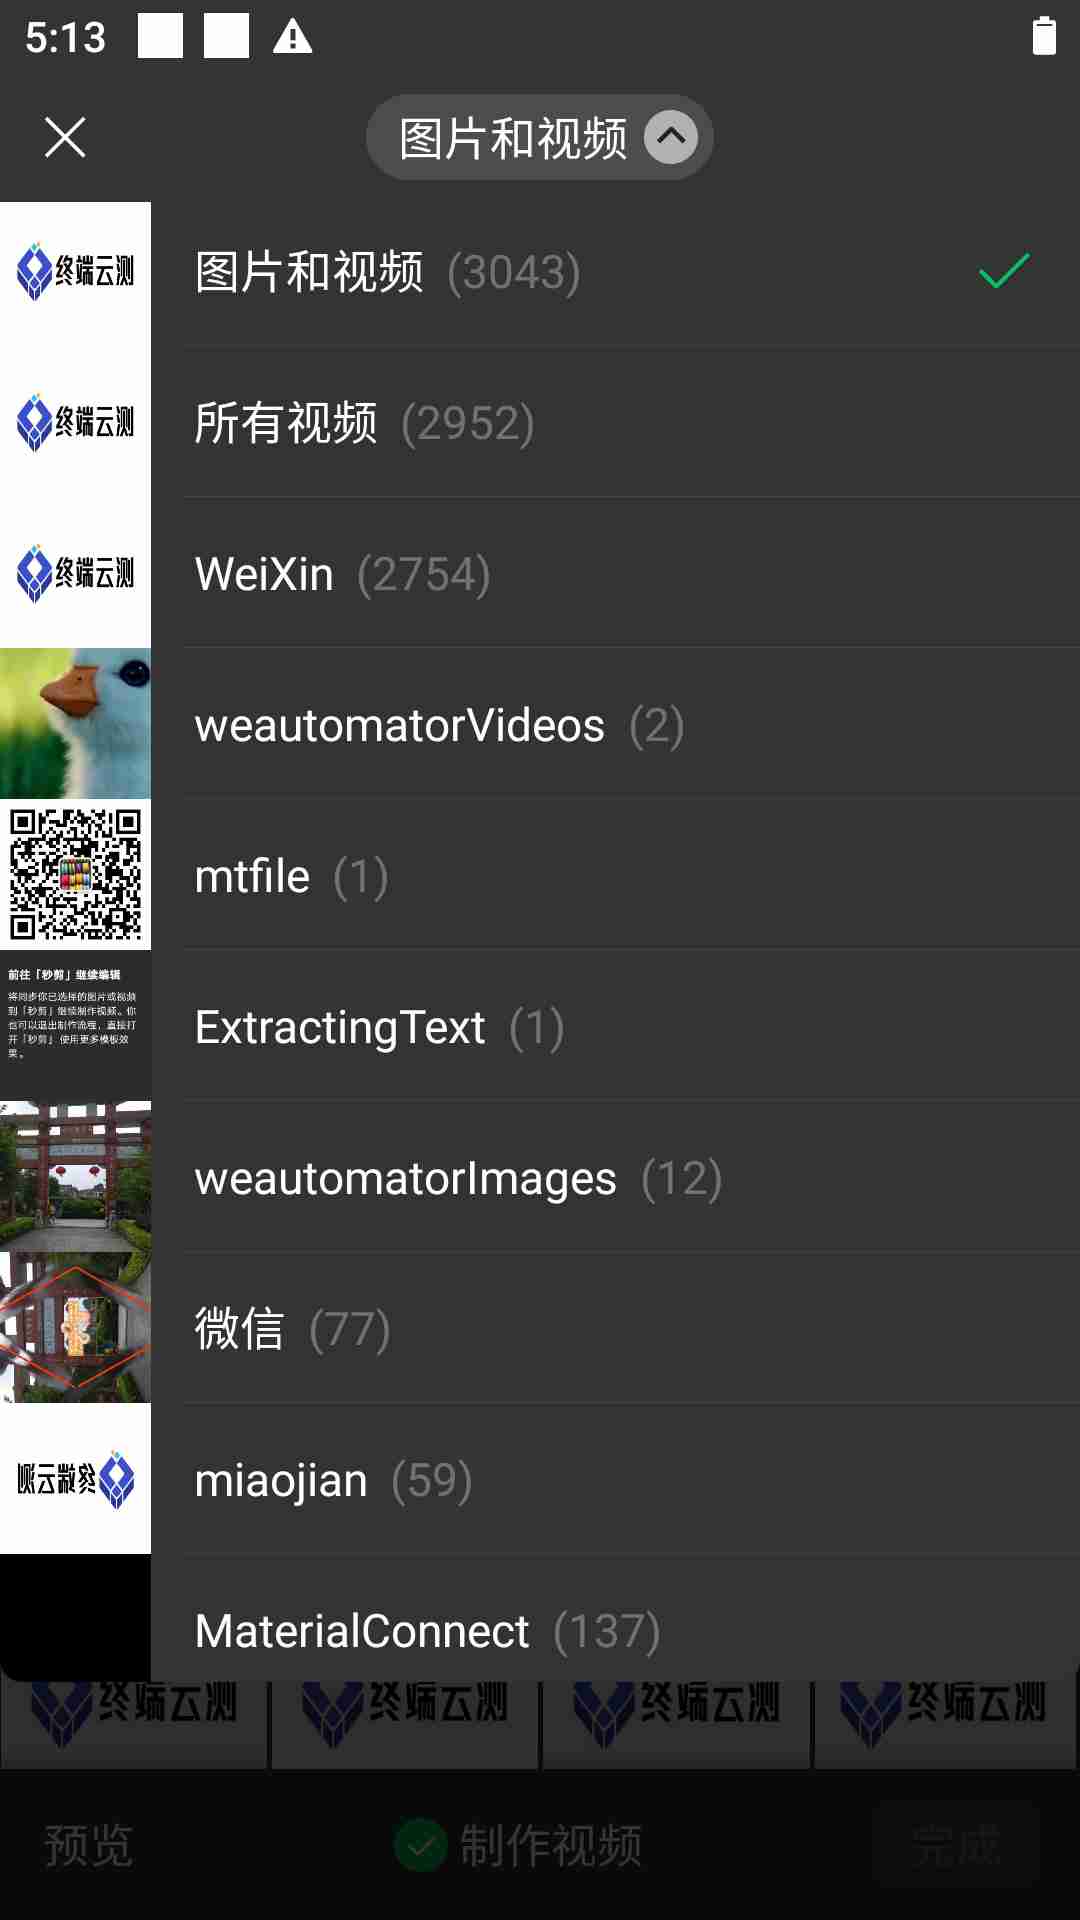 5:13
图片和视频
终端云测
图片和视频 (3043)
终端云测
所有视频 (2952)
终端云测
WeiXin (2754)
weautomatorVideos (2)
mtfile (1)
前往「秒剪」继续编辑
将同步你已选择的图片或视频
到「秒剪」继续制作视频。你
也可以退出制作流程，直接打
开「秒剪」使用更多模板效
果。
ExtractingText (1)
weautomatorImages (12)
微信 (77)
终端云测
miaojian (59)
MaterialConnect (137)
终端云测 终端云测 终端云测 终端云测
预览 制作视频 完成